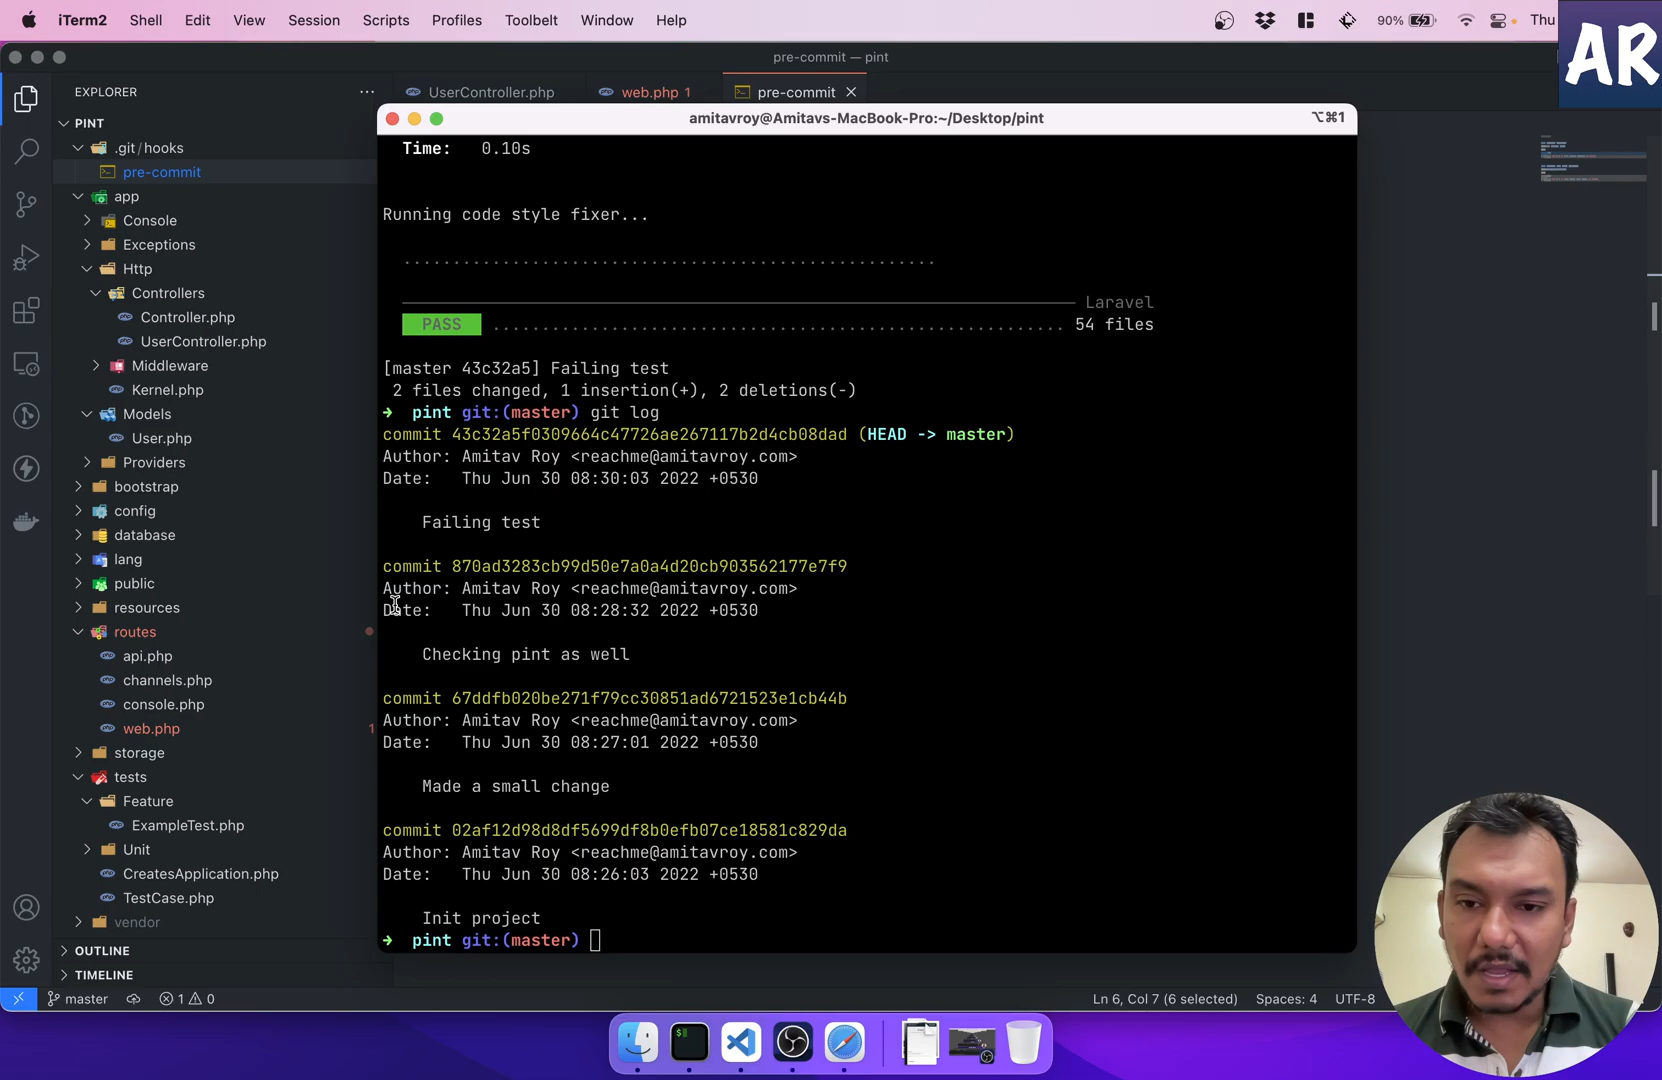 iTerm2 Shell Edit View Session Scripts Profiles Toolbelt Window Help 90% Thu
AR
pre-commit — pint
EXPLORER
UserController.php web.php 1 pre-commit
amitavroy@Amitavs-MacBook-Pro:~/Desktop/pint ⌥⌘1
PINT
.git / hooks
pre-commit
app
Console
Exceptions
Http
Controllers
Controller.php
UserController.php
Middleware
Kernel.php
Models
User.php
Providers
bootstrap
config
database
lang
public
resources
routes
api.php
channels.php
console.php
web.php 1
storage
tests
Feature
ExampleTest.php
Unit
CreatesApplication.php
TestCase.php
vendor
OUTLINE
TIMELINE
Time: 0.10s
Running code style fixer...
......................................................
Laravel
PASS .......................................................... 54 files
[master 43c32a5] Failing test
2 files changed, 1 insertion(+), 2 deletions(-)
➜ pint git:(master) git log
commit 43c32a5f0309664c47726ae267117b2d4cb08dad (HEAD -> master)
Author: Amitav Roy <reachme@amitavroy.com>
Date: Thu Jun 30 08:30:03 2022 +0530
Failing test
commit 870ad3283cb99d50e7a0a4d20cb903562177e7f9
Author: Amitav Roy <reachme@amitavroy.com>
Date: Thu Jun 30 08:28:32 2022 +0530
Checking pint as well
commit 67ddfb020be271f79cc30851ad6721523e1cb44b
Author: Amitav Roy <reachme@amitavroy.com>
Date: Thu Jun 30 08:27:01 2022 +0530
Made a small change
commit 02af12d98d8df5699df8b0efb07ce18581c829da
Author: Amitav Roy <reachme@amitavroy.com>
Date: Thu Jun 30 08:26:03 2022 +0530
Init project
➜ pint git:(master)
master 1 0 Ln 6, Col 7 (6 selected) Spaces: 4 UTF-8